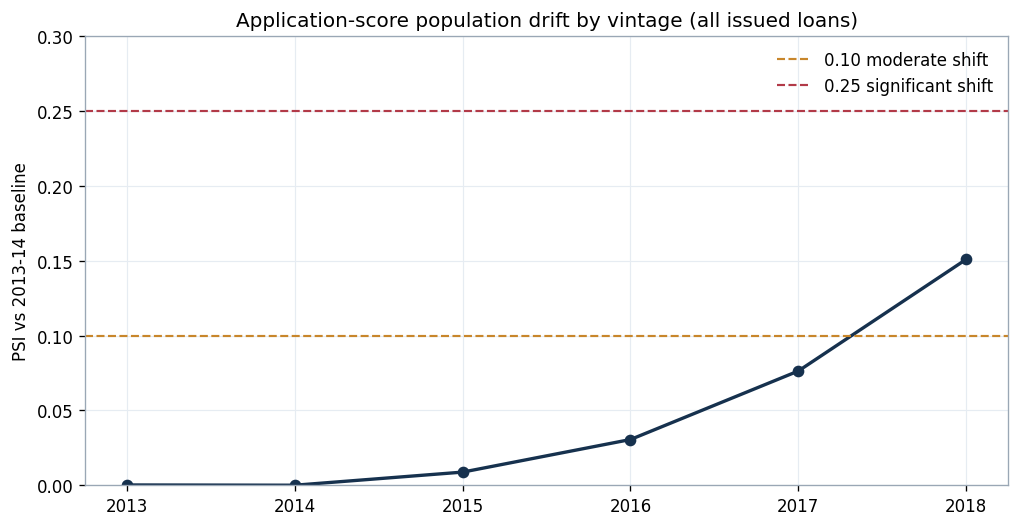 Application-score population drift by vintage (all issued loans)
0.10 moderate shift
0.25 significant shift
PSI vs 2013-14 baseline
0.30
0.25
0.20
0.15
0.10
0.05
0.00
2013 2014 2015 2016 2017 2018